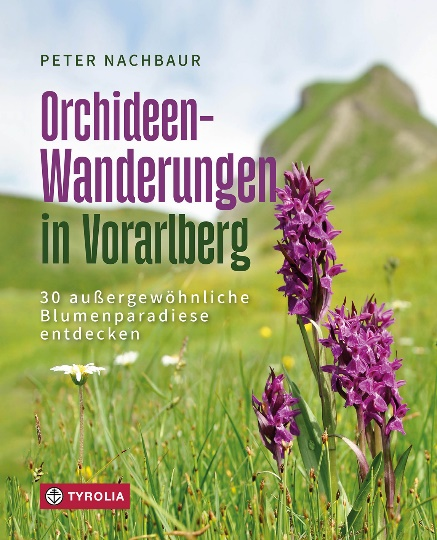 PETER NACHBAUR
Orchideen-
Wanderungen
in Vorarlberg
30 außergewöhnliche
Blumenparadiese
entdecken
TYROLIA